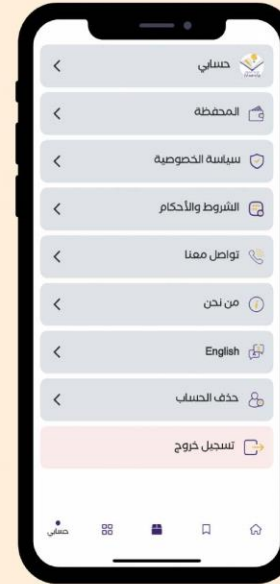 حسابي
المحفظة
سياسة الخصوصية
الشروط والأحكام
تواصل معنا
من نحن
English
حذف الحساب
تسجيل خروج
حسابي